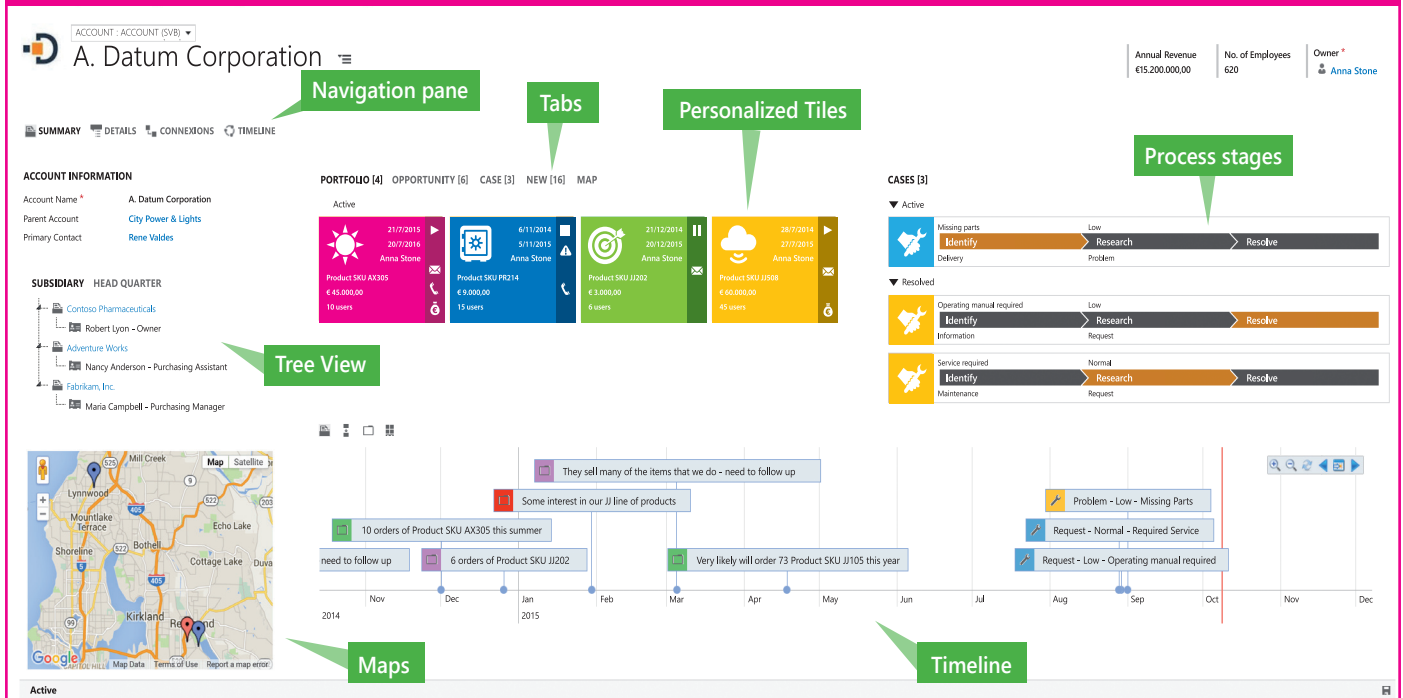 ACCOUNT : ACCOUNT (SVB)
A. Datum Corporation
Annual Revenue
€15.200.000,00
No. of Employees
620
Owner *
Anna Stone
Navigation pane
Tabs
Personalized Tiles
Process stages
SUMMARY DETAILS CONNEXIONS TIMELINE
ACCOUNT INFORMATION
Account Name * A. Datum Corporation
Parent Account City Power & Lights
Primary Contact Rene Valdes
SUBSIDIARY HEAD QUARTER
Contoso Pharmaceuticals
Robert Lyon - Owner
Adventure Works
Nancy Anderson - Purchasing Assistant
Fabrikam, Inc.
Maria Campbell - Purchasing Manager
Tree View
PORTFOLIO [4] OPPORTUNITY [6] CASE [3] NEW [16] MAP
Active
21/7/2015
20/7/2016
Anna Stone
Product SKU AX305
€ 45.000,00
10 users
6/11/2014
5/11/2015
Anna Stone
Product SKU PR214
€ 9.000,00
15 users
21/12/2014
20/12/2015
Anna Stone
Product SKU JJ202
€ 3.000,00
6 users
28/7/2014
27/7/2015
Anna Stone
Product SKU JJ508
€ 60.000,00
45 users
CASES [3]
Active
Missing parts Low
Identify Research Resolve
Delivery Problem
Resolved
Operating manual required Low
Identify Research Resolve
Information Request
Service required Normal
Identify Research Resolve
Maintenance Request
Map Satellite
Mill Creek
525
9
Lynnwood
405
522
203
Mountlake
Terrace
Echo Lake
Shoreline
522
Bothell
Cottage Lake
5
405
99
Kirkland
Google
Map Data Terms of Use Report a map error
Maps
They sell many of the items that we do - need to follow up
Some interest in our JJ line of products
Problem - Low - Missing Parts
10 orders of Product SKU AX305 this summer
Request - Normal - Required Service
need to follow up
6 orders of Product SKU JJ202
Very likely will order 73 Product SKU JJ105 this year
Request - Low - Operating manual required
Nov Dec Jan Feb Mar Apr May Jun Jul Aug Sep Oct Nov Dec
2014 2015
Timeline
Active